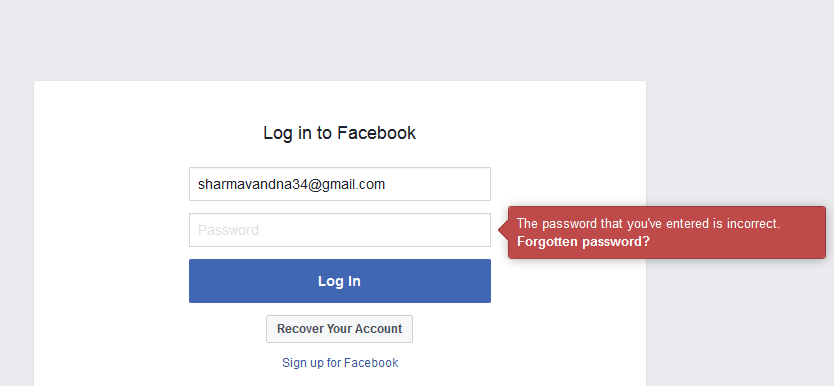 Log in to Facebook
sharmavandna34@gmail.com
Password
The password that you've entered is incorrect.
Forgotten password?
Log In
Recover Your Account
Sign up for Facebook